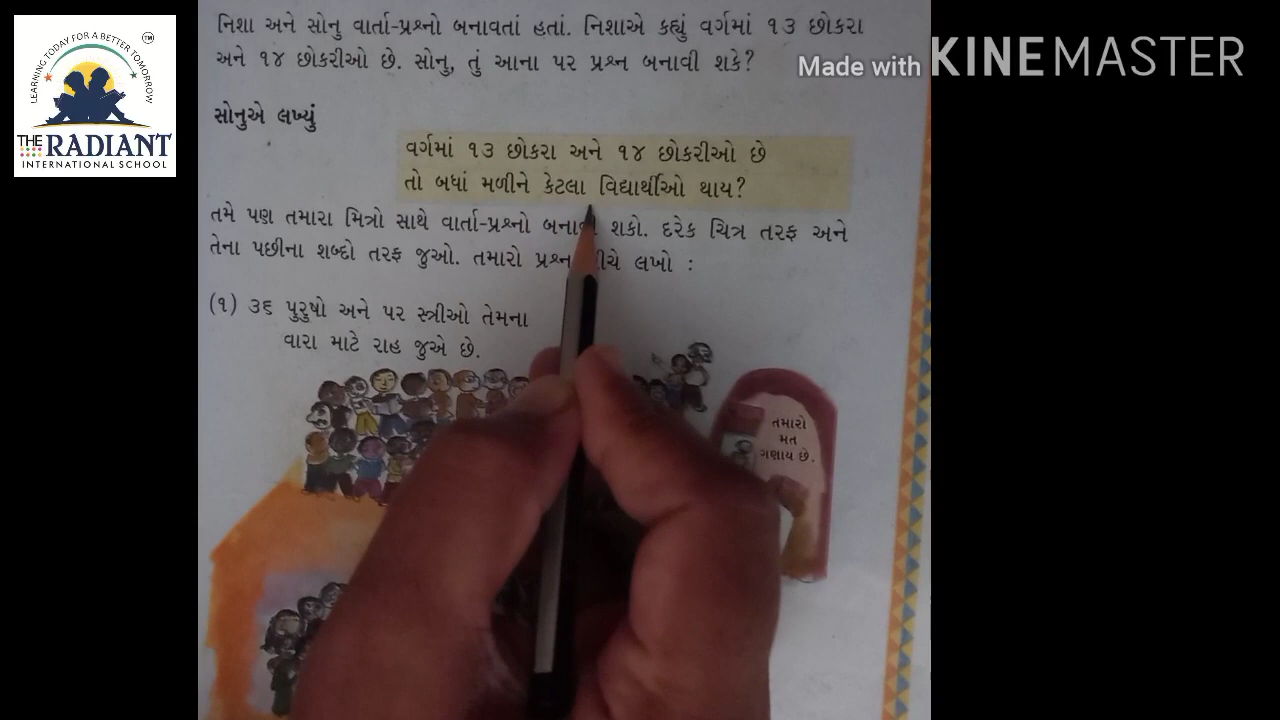 LEARNING TODAY FOR A BETTER TOMORROW
TM
THE RADIANT
INTERNATIONAL SCHOOL
Made with KINEMASTER
નિશા અને સોનુ વાર્તા-પ્રશ્નો બનાવતાં હતાં. નિશાએ કહ્યું વર્ગમાં ૧૩ છોકરા
અને ૧૪ છોકરીઓ છે. સોનુ, તું આના પર પ્રશ્ન બનાવી શકે?
સોનુએ લખ્યું
વર્ગમાં ૧૩ છોકરા અને ૧૪ છોકરીઓ છે
તો બધાં મળીને કેટલા વિદ્યાર્થીઓ થાય?
તમે પણ તમારા મિત્રો સાથે વાર્તા-પ્રશ્નો શકો. દરેક ચિત્ર તરફ અને
તેના પછીના શબ્દો તરફ જુઓ. તમારો લખો :
(૧) ૩૬ પુરુષો અને ૫૨ સ્ત્રીઓ તેમના
વારા માટે રાહ જુએ છે.
તમારો
મત
ગણાય છે.